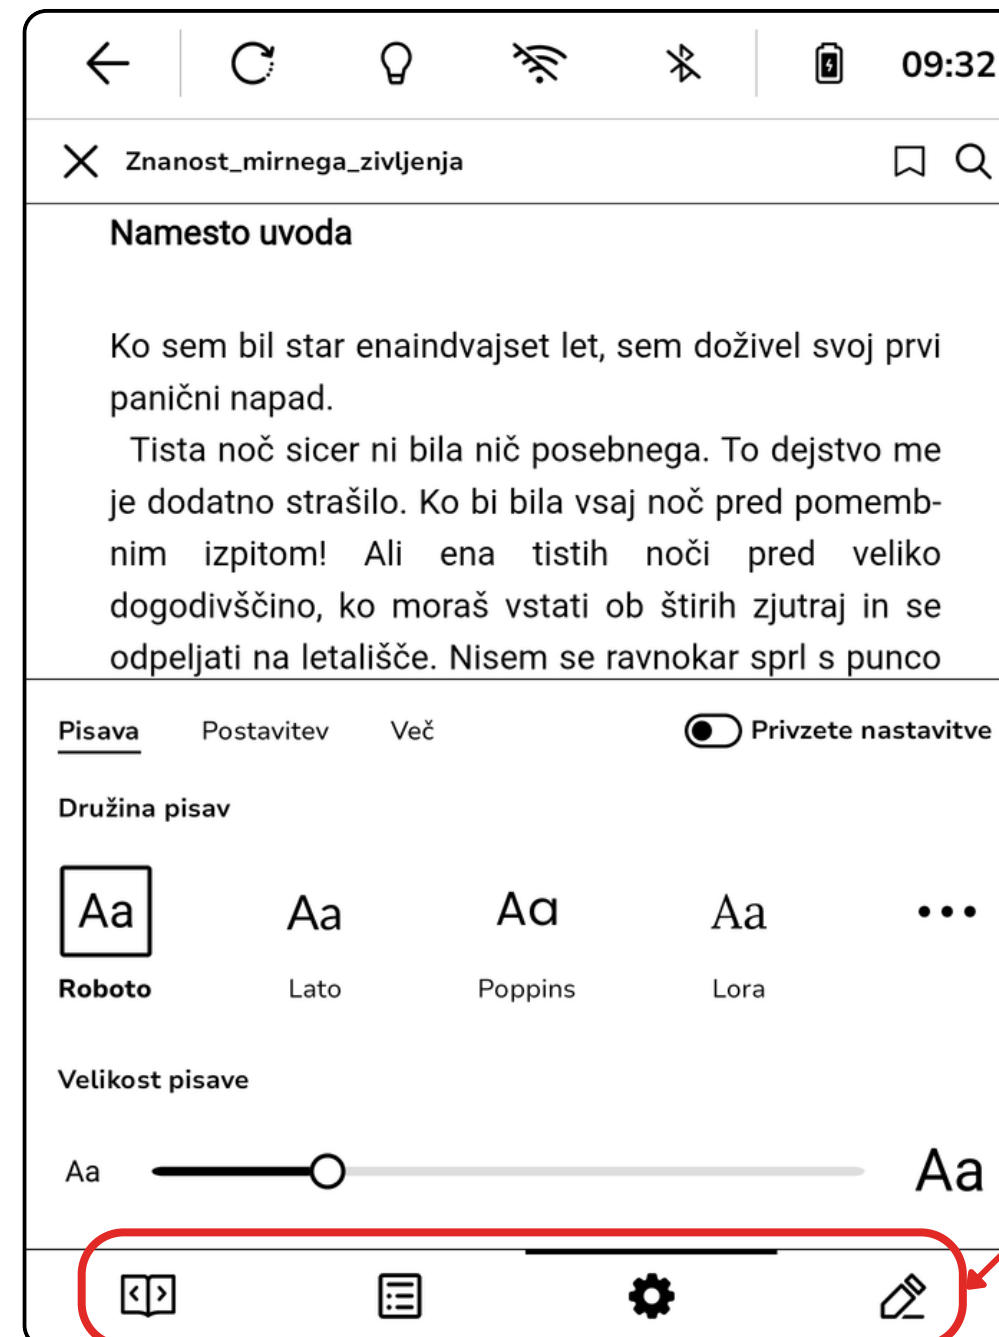 09:32
Znanost_mirnega_zivljenja
Namesto uvoda
Ko sem bil star enaindvajset let, sem doživel svoj prvi
panični napad.
Tista noč sicer ni bila nič posebnega. To dejstvo me
je dodatno strašilo. Ko bi bila vsaj noč pred pomemb-
nim izpitom! Ali ena tistih noči pred veliko
dogodivščino, ko moraš vstati ob štirih zjutraj in se
odpeljati na letališče. Nisem se ravnokar sprl s punco
Pisava Postavitev Več Privzete nastavitve
Družina pisav
Aa Aa Aa Aa
Roboto Lato Poppins Lora
Velikost pisave
Aa Aa